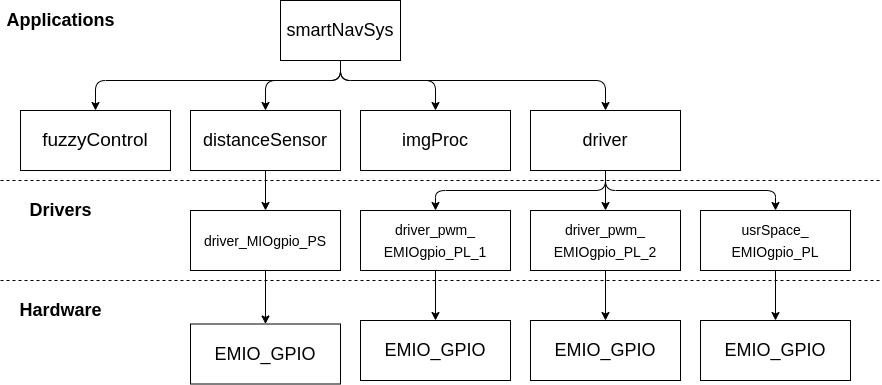 Applications
smartNavSys
fuzzyControl
distanceSensor
imgProc
driver
Drivers
driver_MIOgpio_PS
driver_pwm_
EMIOgpio_PL_1
driver_pwm_
EMIOgpio_PL_2
usrSpace_
EMIOgpio_PL
Hardware
EMIO_GPIO
EMIO_GPIO
EMIO_GPIO
EMIO_GPIO